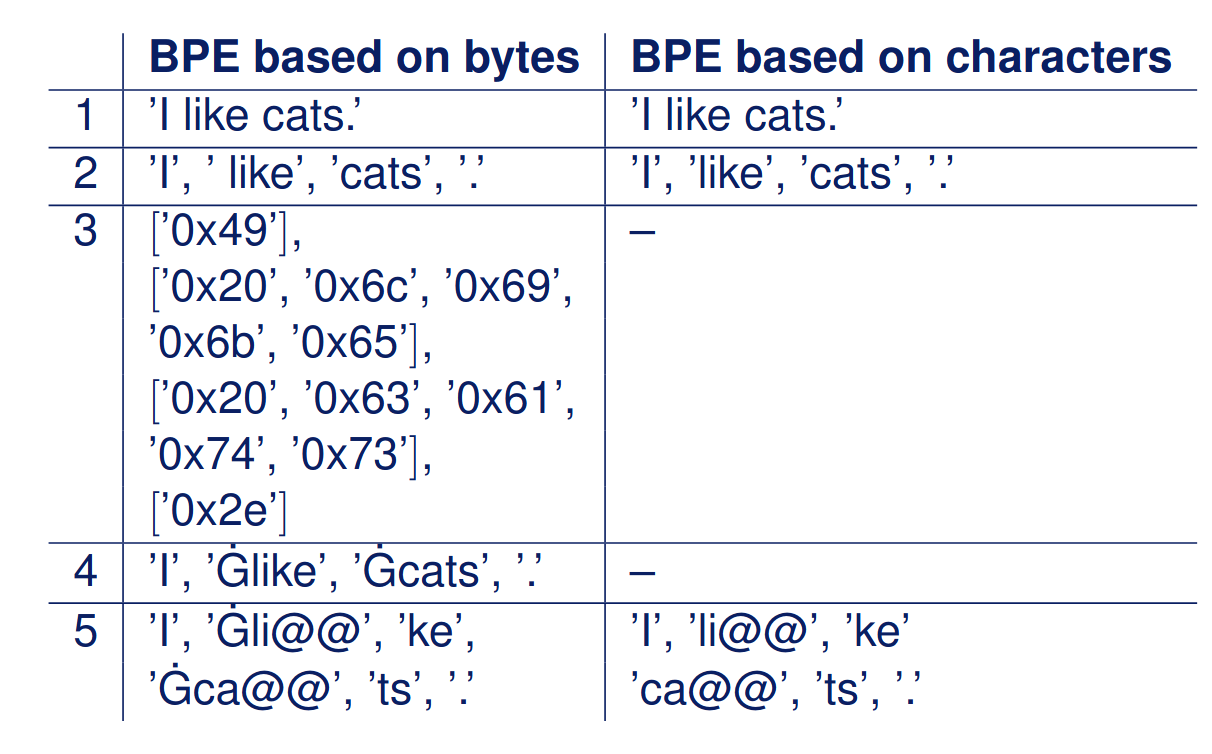 BPE based on bytes BPE based on characters
1 ’I like cats.’ ’I like cats.’
2 ’I’, ’ like’, ’cats’, ’.’ ’I’, ’like’, ’cats’, ’.’
3 [’0x49’], –
[’0x20’, ’0x6c’, ’0x69’,
’0x6b’, ’0x65’],
[’0x20’, ’0x63’, ’0x61’,
’0x74’, ’0x73’],
[’0x2e’]
4 ’I’, ’Ġlike’, ’Ġcats’, ’.’ –
5 ’I’, ’Ġli@@’, ’ke’, ’I’, ’li@@’, ’ke’
’Ġca@@’, ’ts’, ’.’ ’ca@@’, ’ts’, ’.’